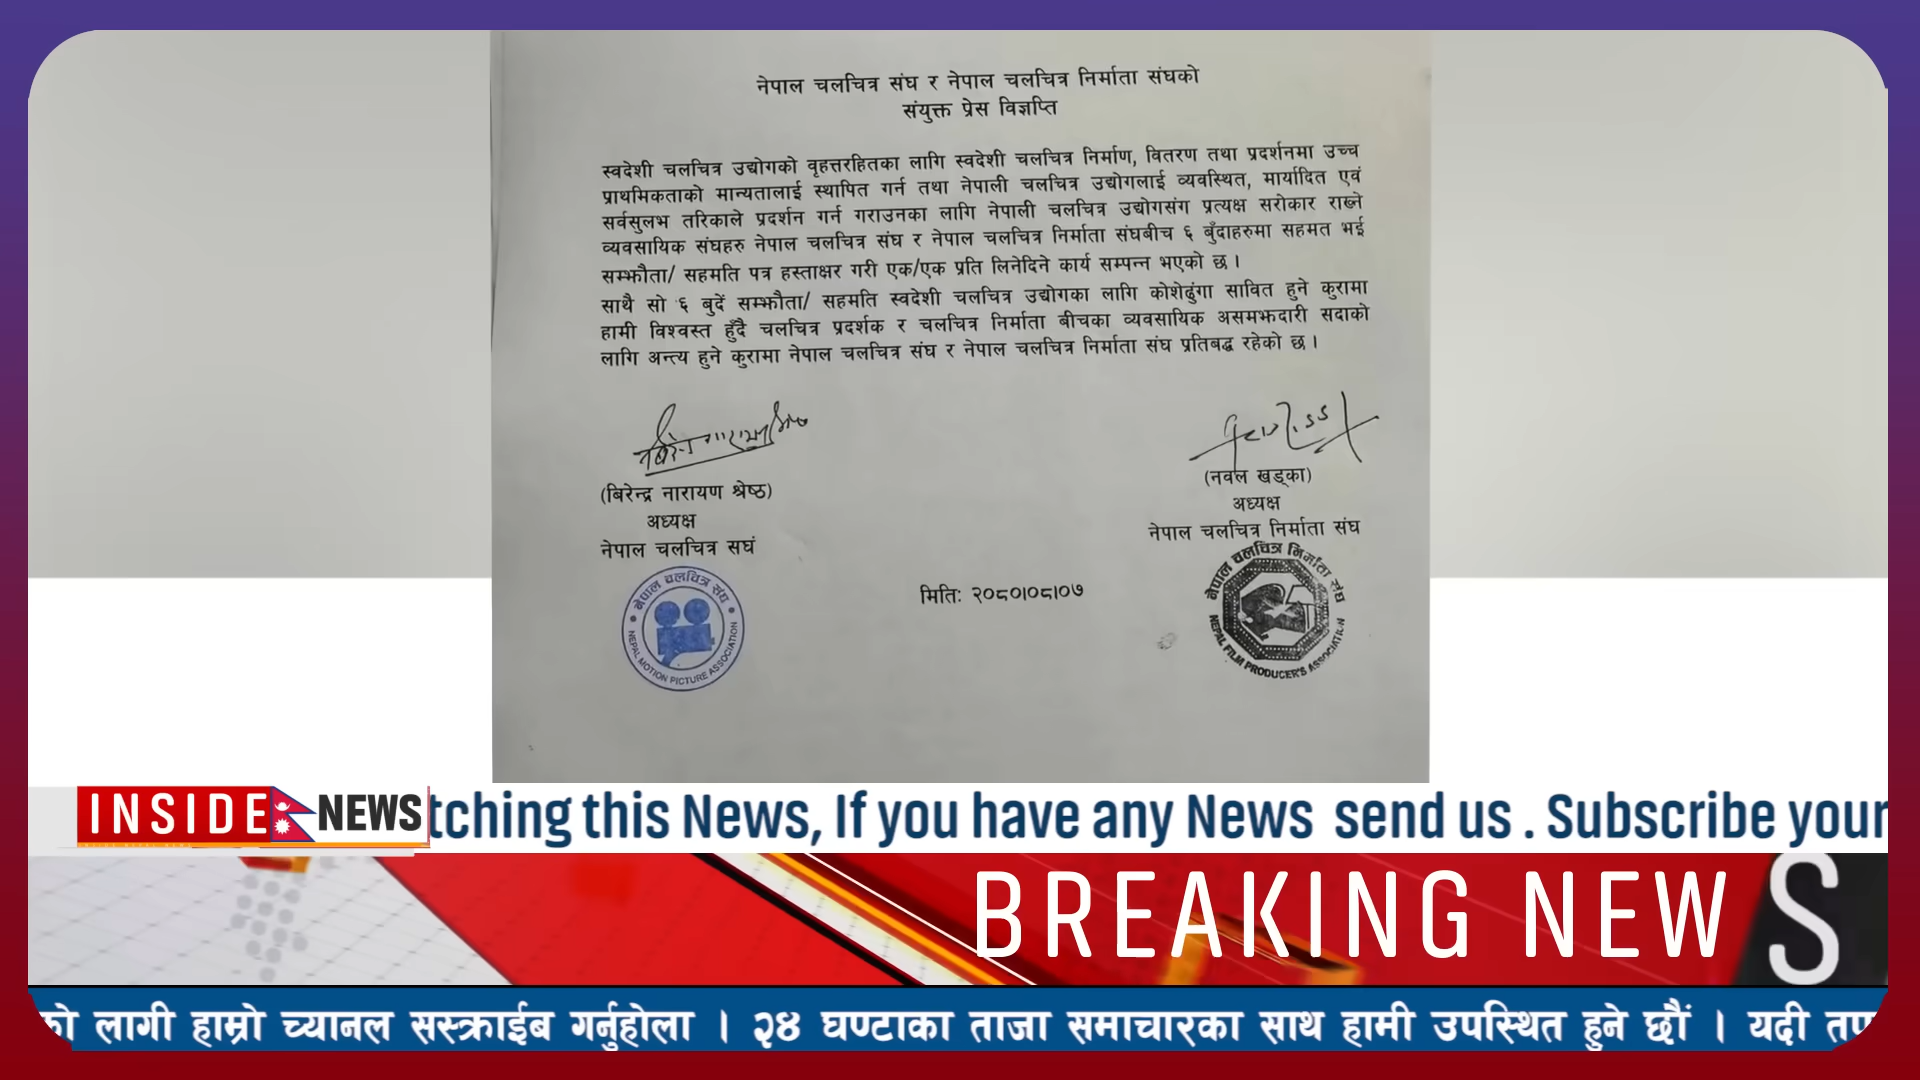 नेपाल चलचित्र संघ र नेपाल चलचित्र निर्माता संघको
संयुक्त प्रेस विज्ञप्ति
स्वदेशी चलचित्र उद्योगको वृहत्तरहितका लागि स्वदेशी चलचित्र निर्माण, वितरण तथा प्रदर्शनमा उच्च
प्राथमिकताको मान्यतालाई स्थापित गर्न तथा नेपाली चलचित्र उद्योगलाई व्यवस्थित, मार्यादित एवं
सर्वसुलभ तरिकाले प्रदर्शन गर्न गराउनका लागि नेपाली चलचित्र उद्योगसंग प्रत्यक्ष सरोकार राख्ने
व्यवसायिक संघहरु नेपाल चलचित्र संघ र नेपाल चलचित्र निर्माता संघबीच ६ बुँदाहरुमा सहमत भई
सम्झौता/ सहमति पत्र हस्ताक्षर गरी एक/एक प्रति लिनेदिने कार्य सम्पन्न भएको छ ।
साथै सो ६ बुदें सम्झौता/ सहमति स्वदेशी चलचित्र उद्योगका लागि कोशेढुंगा सावित हुने कुरामा
हामी विश्वस्त हुँदै चलचित्र प्रदर्शक र चलचित्र निर्माता बीचका व्यवसायिक असमझदारी सदाको
लागि अन्त्य हुने कुरामा नेपाल चलचित्र संघ र नेपाल चलचित्र निर्माता संघ प्रतिबद्ध रहेको छ ।
(बिरेन्द्र नारायण श्रेष्ठ)
अध्यक्ष
नेपाल चलचित्र सघं
(नवल खड्का)
अध्यक्ष
नेपाल चलचित्र निर्माता संघ
नेपाल चलचित्र संघ
NEPAL MOTION PICTURE ASSOCIATION
मितिः २०८०।०८।०७
नेपाल चलचित्र निर्माता संघ
NEPAL FILM PRODUCER'S ASSOCIATION
INSIDE NEWS
tching this News, If you have any News send us . Subscribe your
BREAKING NEWS
को लागी हाम्रो च्यानल सस्क्राईब गर्नुहोला । २४ घण्टाका ताजा समाचारका साथ हामी उपस्थित हुने छौं । यदी